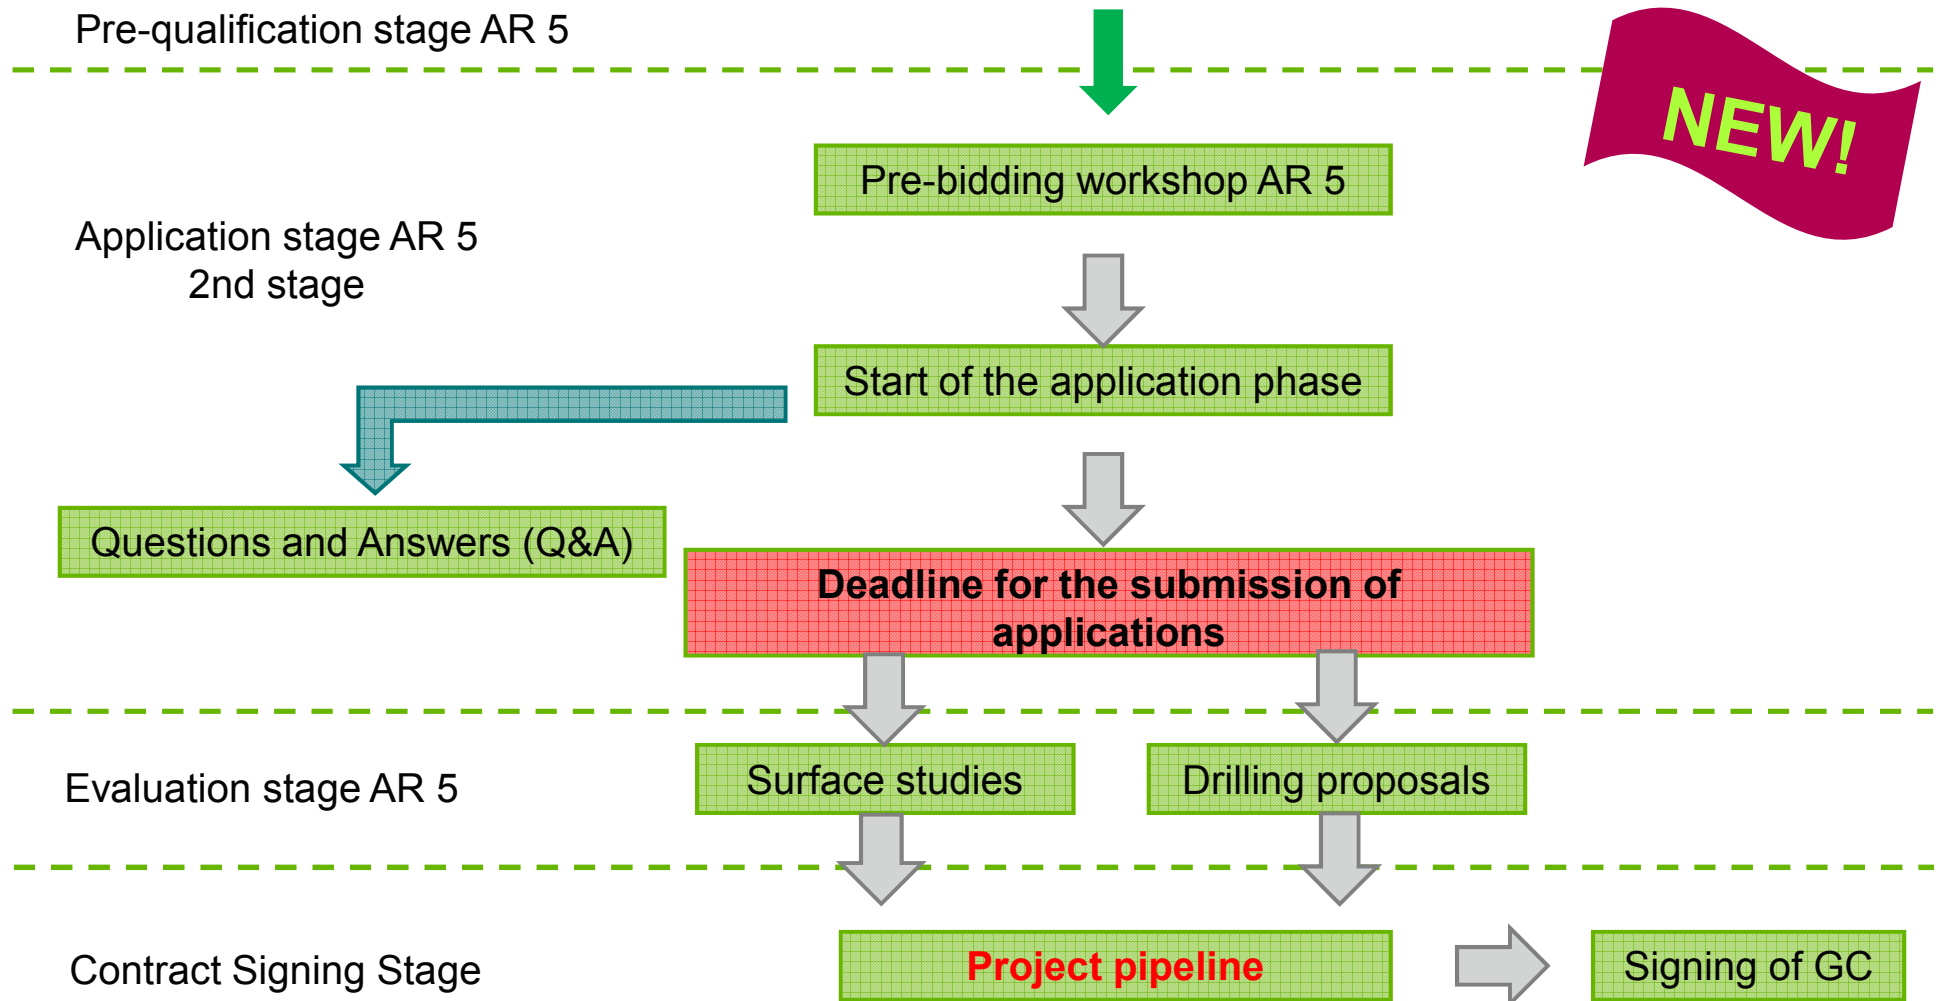 Pre-qualification stage AR 5
NEW!
Pre-bidding workshop AR 5
Application stage AR 5
2nd stage
Start of the application phase
Questions and Answers (Q&A)
Deadline for the submission of
applications
Evaluation stage AR 5
Surface studies
Drilling proposals
Contract Signing Stage
Project pipeline
Signing of GC